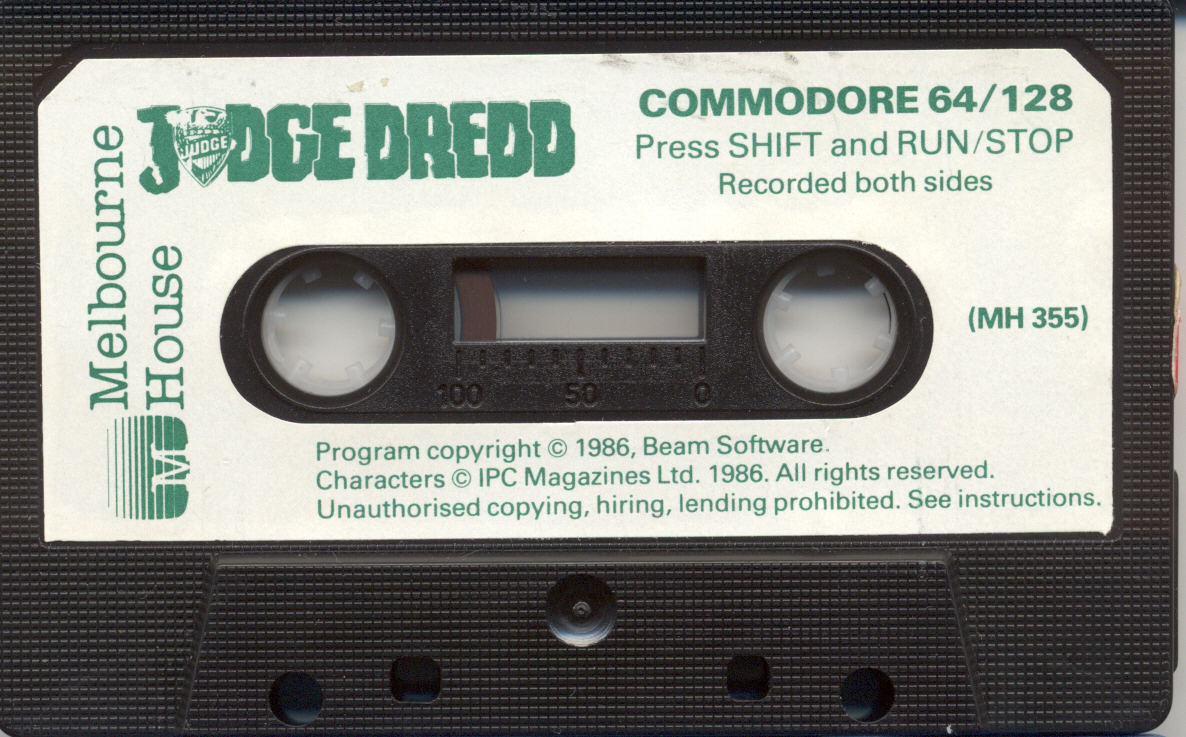 JUDGE DREDD
JUDGE
COMMODORE 64/128
Press SHIFT and RUN/STOP
Recorded both sides
Melbourne
House
M
(MH 355)
100 50 0
Program copyright © 1986, Beam Software.
Characters © IPC Magazines Ltd. 1986. All rights reserved.
Unauthorised copying, hiring, lending prohibited. See instructions.